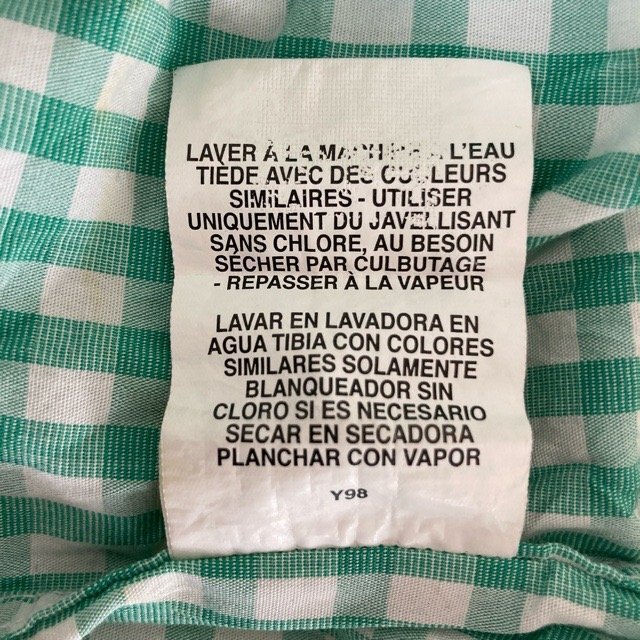 LAVER À LA L'EAU
TIÈDE AVEC DES COULEURS
SIMILAIRES - UTILISER
UNIQUEMENT DU JAVELLISANT
SANS CHLORE, AU BESOIN
SÉCHER PAR CULBUTAGE
- REPASSER À LA VAPEUR
LAVAR EN LAVADORA EN
AGUA TIBIA CON COLORES
SIMILARES SOLAMENTE
BLANQUEADOR SIN
CLORO SI ES NECESARIO
SECAR EN SECADORA
PLANCHAR CON VAPOR
Y98